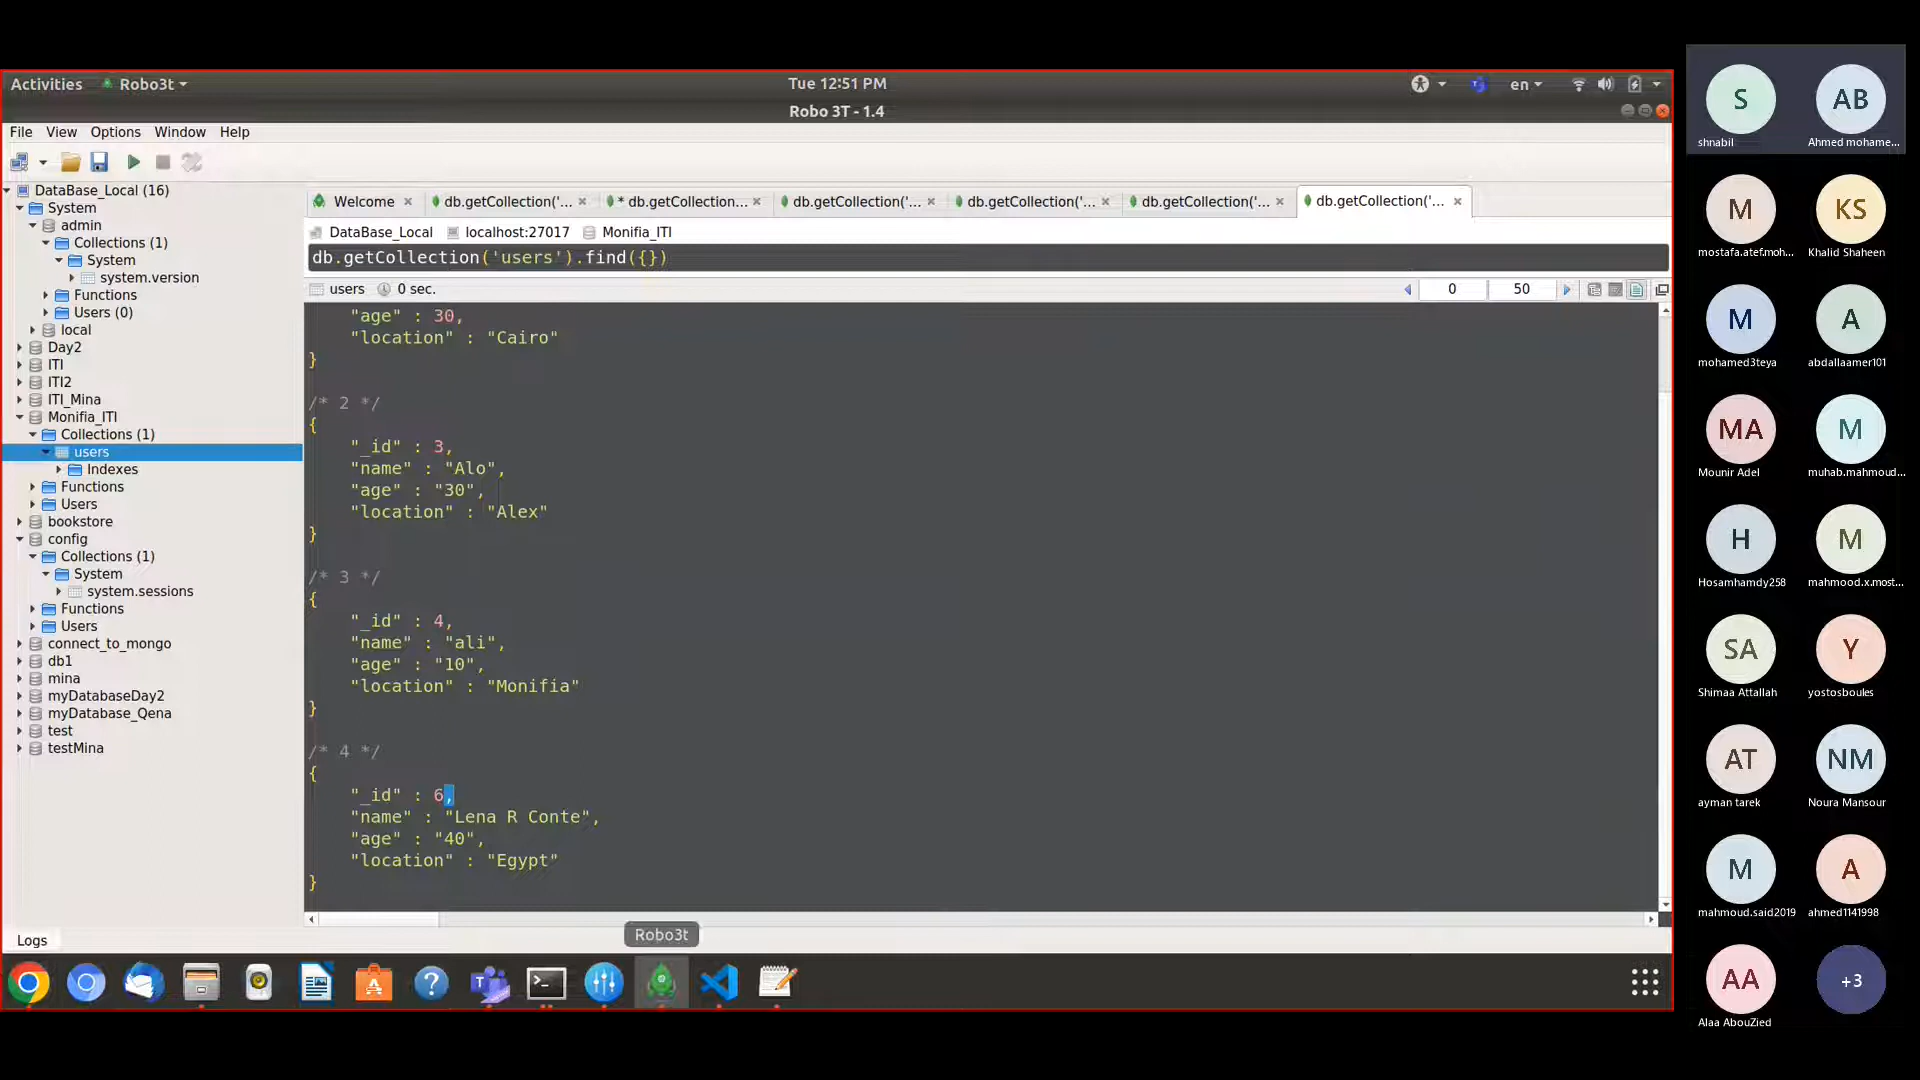 Activities
Robo3t
Tue 12:51 PM
en
Robo 3T - 1.4
File View Options Window Help
DataBase_Local (16)
System
admin
Collections (1)
System
system.version
Functions
Users (0)
local
Day2
ITI
ITI2
ITI_Mina
Monifia_ITI
Collections (1)
users
Indexes
Functions
Users
bookstore
config
Collections (1)
System
system.sessions
Functions
Users
connect_to_mongo
db1
mina
myDatabaseDay2
myDatabase_Qena
test
testMina
Logs
Welcome
db.getCollection('...
* db.getCollection...
db.getCollection('...
db.getCollection('...
db.getCollection('...
db.getCollection('...
DataBase_Local localhost:27017 Monifia_ITI
db.getCollection('users').find({})
users 0 sec.
0 50
"age" : 30,
"location" : "Cairo"
}
/* 2 */
{
"_id" : 3,
"name" : "Alo",
"age" : "30",
"location" : "Alex"
}
/* 3 */
{
"_id" : 4,
"name" : "ali",
"age" : "10",
"location" : "Monifia"
}
/* 4 */
{
"_id" : 6,
"name" : "Lena R Conte",
"age" : "40",
"location" : "Egypt"
}
Robo3t
S AB
shnabil Ahmed mohame...
M KS
mostafa.atef.moh... Khalid Shaheen
M A
mohamed3teya abdallaamer101
MA M
Mounir Adel muhab.mahmoud...
H M
Hosamhamdy258 mahmood.x.most...
SA Y
Shimaa Attallah yostosboules
AT NM
ayman tarek Noura Mansour
M A
mahmoud.said2019 ahmed1141998
AA +3
Alaa AbouZied